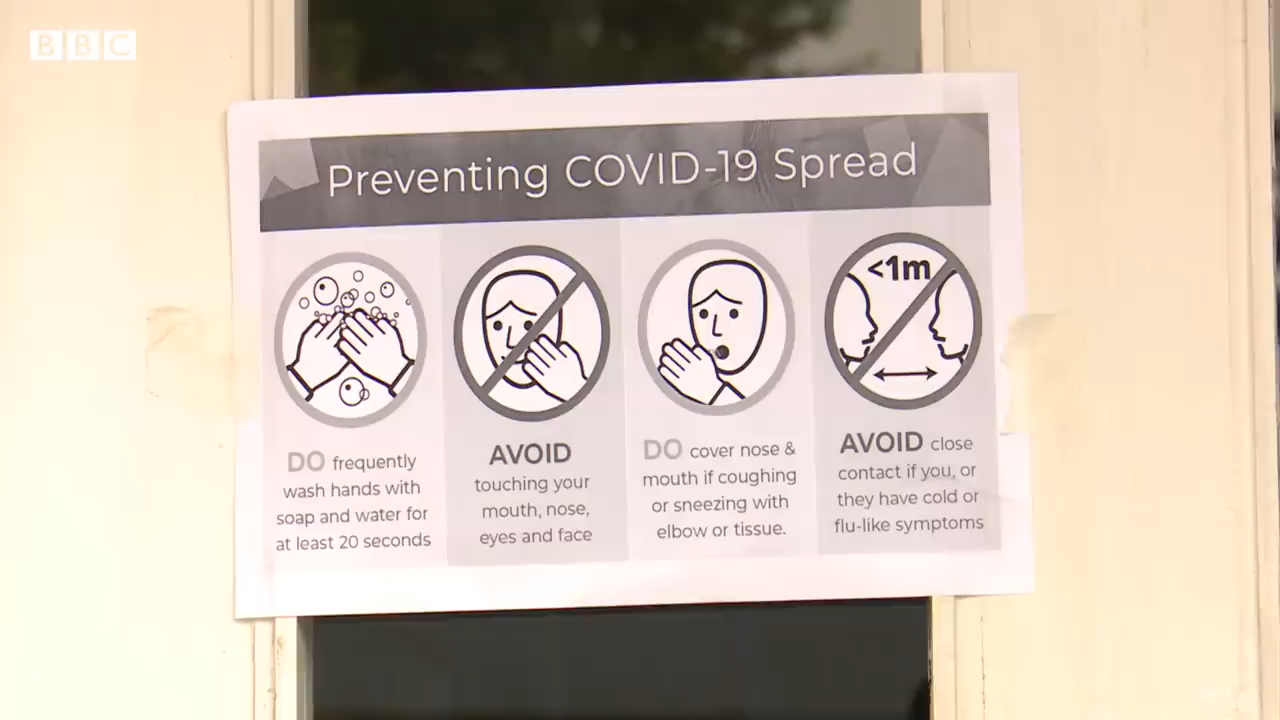 BBC
Preventing COVID-19 Spread
<1m
DO frequently
wash hands with
soap and water for
at least 20 seconds
AVOID
touching your
mouth, nose,
eyes and face
DO cover nose &
mouth if coughing
or sneezing with
elbow or tissue.
AVOID close
contact if you, or
they have cold or
flu-like symptoms